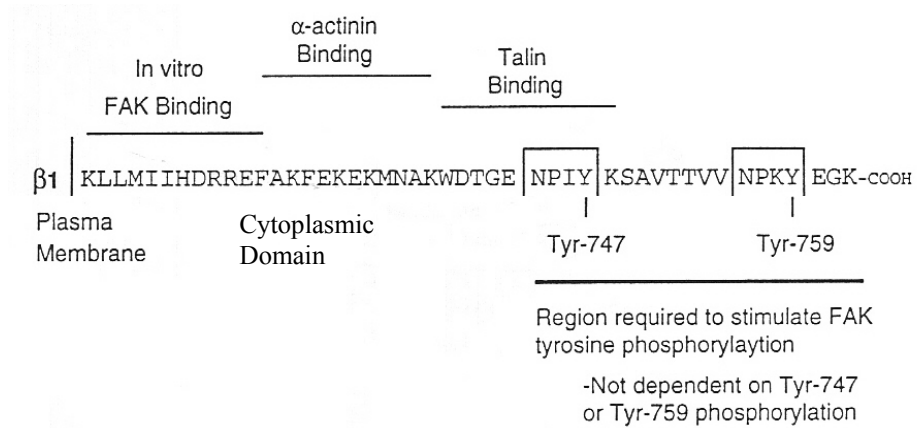 α-actinin
Binding
In vitro
FAK Binding
Talin
Binding
β1 KLLMIIHDRREFAKFEKEKMNAKWDTGE NPIY KSAVTTVV NPKY EGK-COOH
Plasma
Membrane
Cytoplasmic
Domain
Tyr-747
Tyr-759
Region required to stimulate FAK
tyrosine phosphorylaytion
-Not dependent on Tyr-747
or Tyr-759 phosphorylation